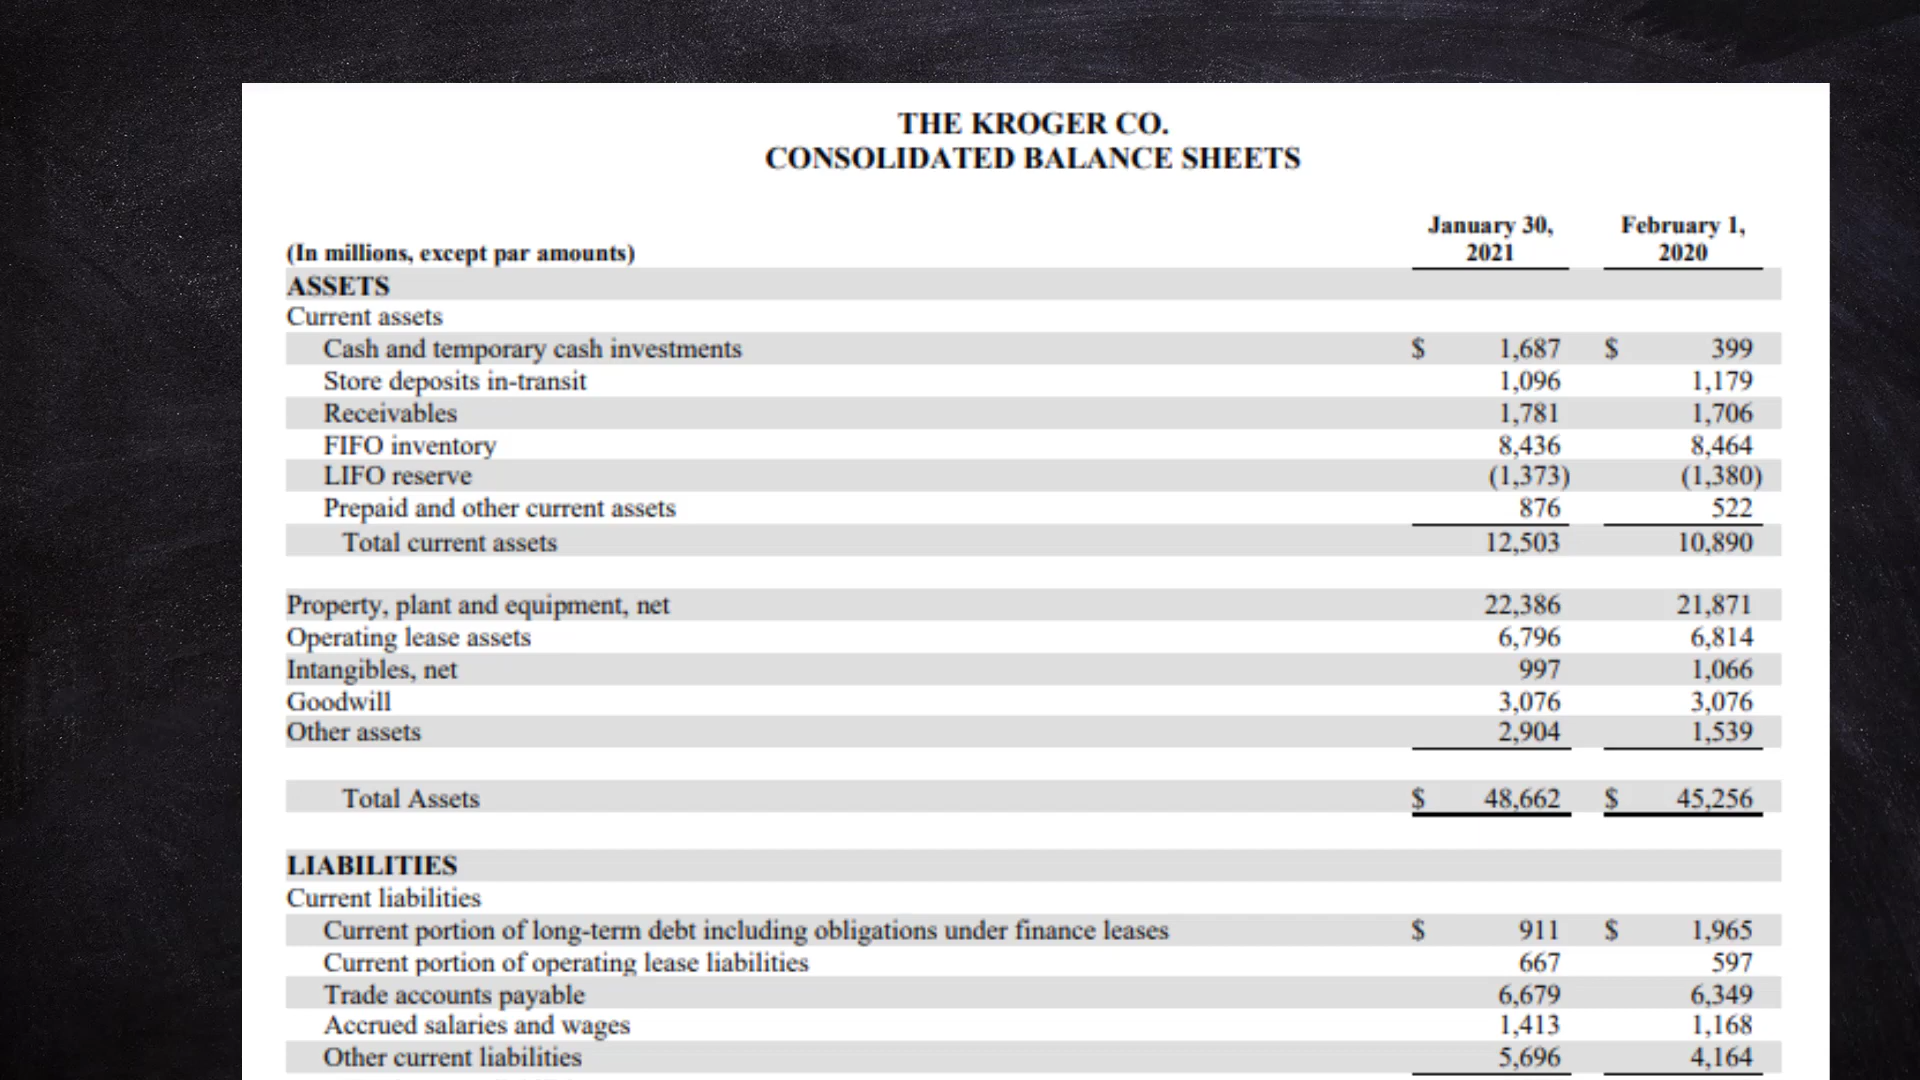 THE KROGER CO.
CONSOLIDATED BALANCE SHEETS
January 30, February 1,
(In millions, except par amounts) 2021 2020
ASSETS
Current assets
Cash and temporary cash investments $ 1,687 $ 399
Store deposits in-transit 1,096 1,179
Receivables 1,781 1,706
FIFO inventory 8,436 8,464
LIFO reserve (1,373) (1,380)
Prepaid and other current assets 876 522
Total current assets 12,503 10,890
Property, plant and equipment, net 22,386 21,871
Operating lease assets 6,796 6,814
Intangibles, net 997 1,066
Goodwill 3,076 3,076
Other assets 2,904 1,539
Total Assets $ 48,662 $ 45,256
LIABILITIES
Current liabilities
Current portion of long-term debt including obligations under finance leases $ 911 $ 1,965
Current portion of operating lease liabilities 667 597
Trade accounts payable 6,679 6,349
Accrued salaries and wages 1,413 1,168
Other current liabilities 5,696 4,164